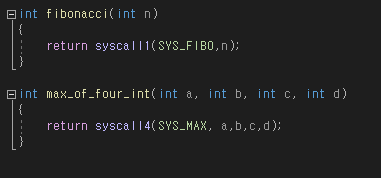 int fibonacci(int n)
{
return syscall1(SYS_FIBO,n);
}
int max_of_four_int(int a, int b, int c, int d)
{
return syscall4(SYS_MAX, a,b,c,d);
}